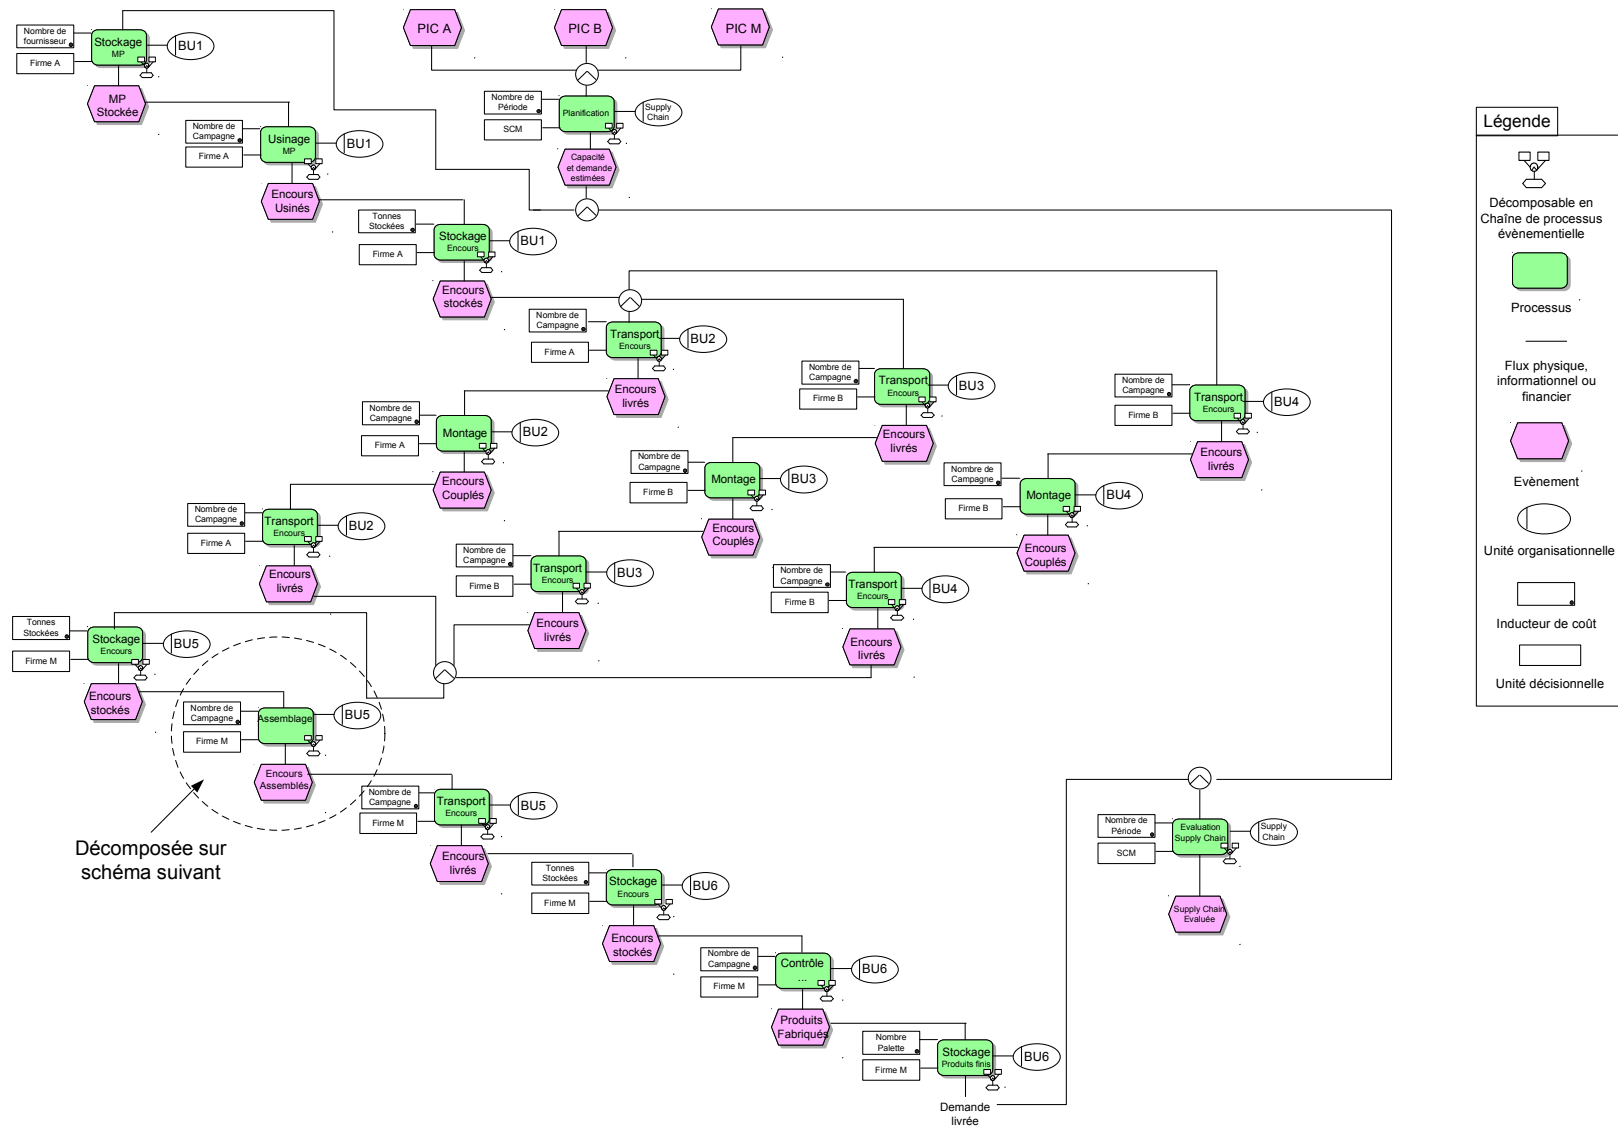 PIC A
PIC B
PIC M
Nombre de
fournisseur
Firme A
Stockage
MP
BU1
MP
Stockée
Nombre de
Campagne
Firme A
Usinage
MP
BU1
Encours
Usinés
Nombre de
Période
SCM
Planification
Supply
Chain
Capacité
et demande
estimées
Tonnes
Stockées
Firme A
Stockage
Encours
BU1
Encours
stockés
Nombre de
Campagne
Firme A
Transport
Encours
BU2
Encours
livrés
Nombre de
Campagne
Firme B
Transport
Encours
BU3
Encours
livrés
Nombre de
Campagne
Firme B
Transport
Encours
BU4
Encours
livrés
Nombre de
Campagne
Firme A
Montage
BU2
Encours
Couplés
Nombre de
Campagne
Firme B
Montage
BU3
Encours
Couplés
Nombre de
Campagne
Firme B
Montage
BU4
Encours
Couplés
Nombre de
Campagne
Firme A
Transport
Encours
BU2
Encours
livrés
Nombre de
Campagne
Firme B
Transport
Encours
BU3
Encours
livrés
Nombre de
Campagne
Firme B
Transport
Encours
BU4
Encours
livrés
Tonnes
Stockées
Firme M
Stockage
Encours
BU5
Encours
stockés
Nombre de
Campagne
Firme M
Assemblage
BU5
Encours
Assemblés
Décomposée sur
schéma suivant
Nombre de
Campagne
Firme M
Transport
Encours
BU5
Encours
livrés
Tonnes
Stockées
Firme M
Stockage
Encours
BU6
Encours
stockés
Nombre de
Campagne
Firme M
Contrôle
...
BU6
Produits
Fabriqués
Nombre
Palette
Firme M
Stockage
Produits finis
BU6
Demande
livrée
Nombre de
Période
SCM
Evaluation
Supply Chain
Supply
Chain
Supply Chain
Evaluée
Légende
Décomposable en
Chaîne de processus
évènementielle
Processus
Flux physique,
informationnel ou
financier
Evènement
Unité organisationnelle
Inducteur de coût
Unité décisionnelle